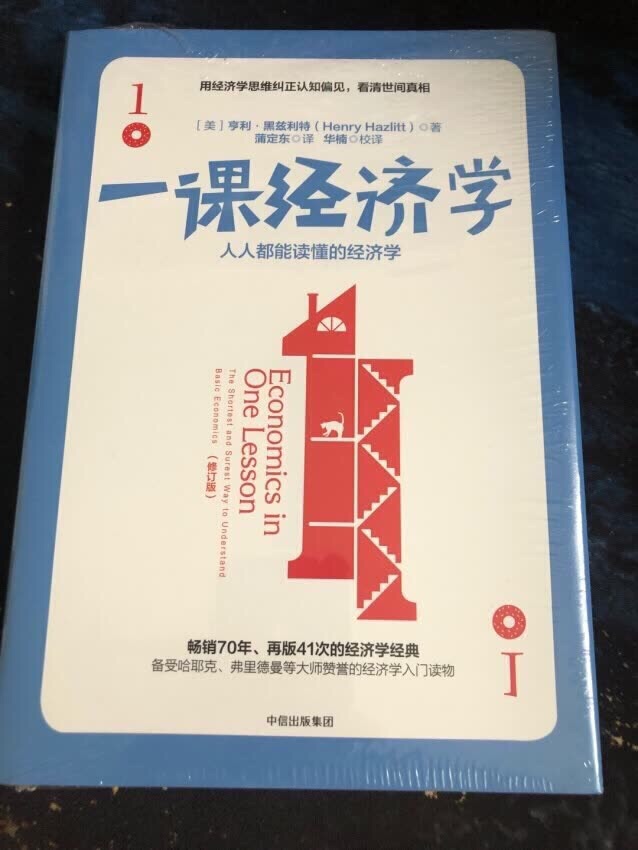 用经济学思维纠正认知偏见，看清世间真相
1
［美］亨利·黑兹利特（Henry Hazlitt）◎著
蒲定东◎译 华楠◎校译
一课经济学
人人都能读懂的经济学
Economics in
One Lesson
The Shortest and Surest Way to Understand
Basic Economics （修订版）
畅销70年、再版41次的经济学经典
备受哈耶克、弗里德曼等大师赞誉的经济学入门读物
1
中信出版集团